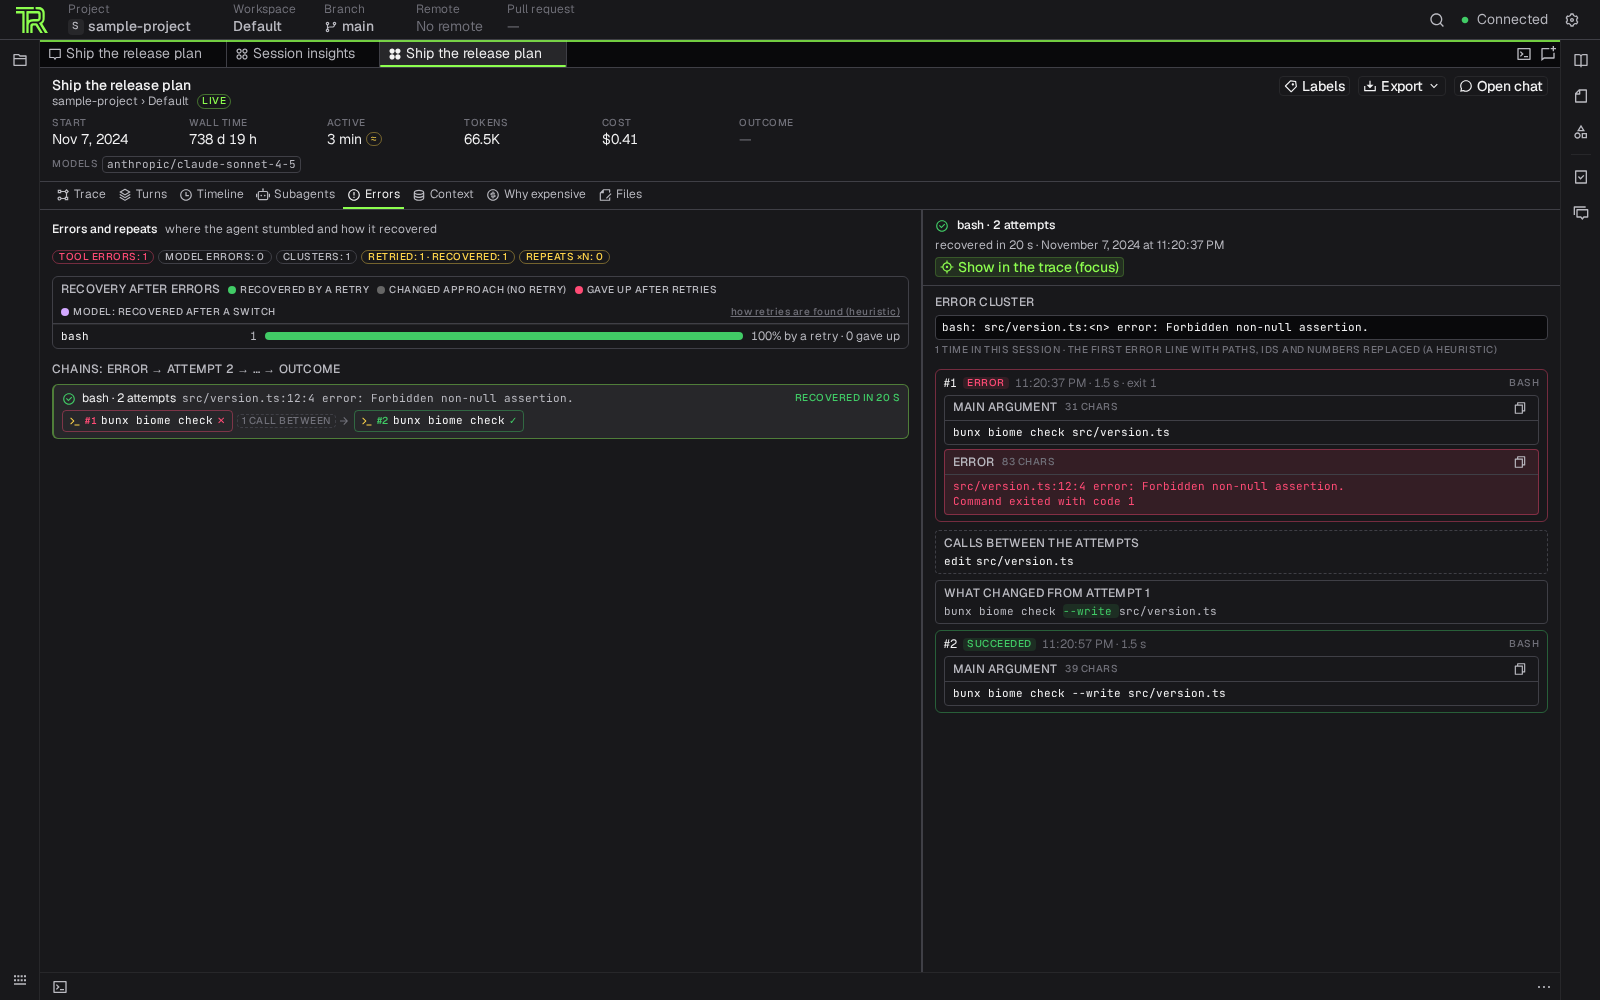 Project
Workspace
Branch
Remote
Pull request
S sample-project
Default
main
No remote
—
Connected
Ship the release plan
Session insights
Ship the release plan
Ship the release plan
sample-project › Default LIVE
Labels
Export
Open chat
START
WALL TIME
ACTIVE
TOKENS
COST
OUTCOME
Nov 7, 2024
738 d 19 h
3 min ≈
66.5K
$0.41
—
MODELS anthropic/claude-sonnet-4-5
Trace
Turns
Timeline
Subagents
Errors
Context
Why expensive
Files
Errors and repeats where the agent stumbled and how it recovered
TOOL ERRORS: 1
MODEL ERRORS: 0
CLUSTERS: 1
RETRIED: 1 · RECOVERED: 1
REPEATS ×N: 0
RECOVERY AFTER ERRORS RECOVERED BY A RETRY CHANGED APPROACH (NO RETRY) GAVE UP AFTER RETRIES
MODEL: RECOVERED AFTER A SWITCH how retries are found (heuristic)
bash 1 100% by a retry · 0 gave up
CHAINS: ERROR → ATTEMPT 2 → … → OUTCOME
bash · 2 attempts src/version.ts:12:4 error: Forbidden non-null assertion. RECOVERED IN 20 S
#1 bunx biome check × 1 CALL BETWEEN → #2 bunx biome check ✓
bash · 2 attempts
recovered in 20 s · November 7, 2024 at 11:20:37 PM
Show in the trace (focus)
ERROR CLUSTER
bash: src/version.ts:<n> error: Forbidden non-null assertion.
1 TIME IN THIS SESSION · THE FIRST ERROR LINE WITH PATHS, IDS AND NUMBERS REPLACED (A HEURISTIC)
#1 ERROR 11:20:37 PM · 1.5 s · exit 1 BASH
MAIN ARGUMENT 31 CHARS
bunx biome check src/version.ts
ERROR 83 CHARS
src/version.ts:12:4 error: Forbidden non-null assertion.
Command exited with code 1
CALLS BETWEEN THE ATTEMPTS
edit src/version.ts
WHAT CHANGED FROM ATTEMPT 1
bunx biome check --write src/version.ts
#2 SUCCEEDED 11:20:57 PM · 1.5 s BASH
MAIN ARGUMENT 39 CHARS
bunx biome check --write src/version.ts